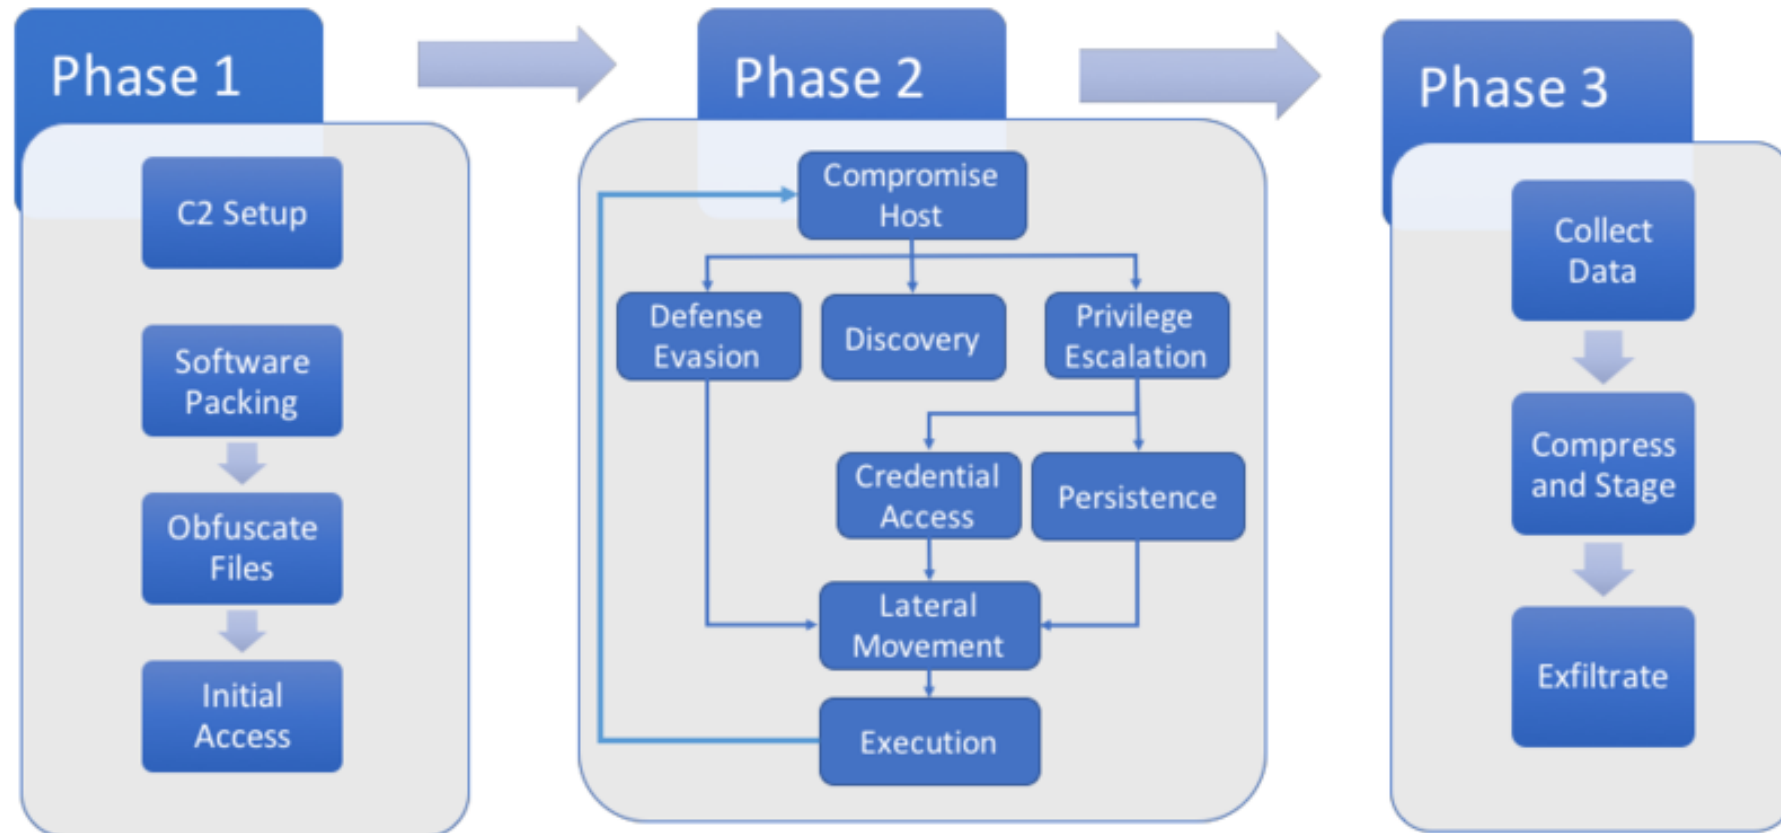 Phase 1
C2 Setup
Software
Packing
Obfuscate
Files
Initial
Access
Phase 2
Compromise
Host
Defense
Evasion
Discovery
Privilege
Escalation
Credential
Access
Persistence
Lateral
Movement
Execution
Phase 3
Collect
Data
Compress
and Stage
Exfiltrate